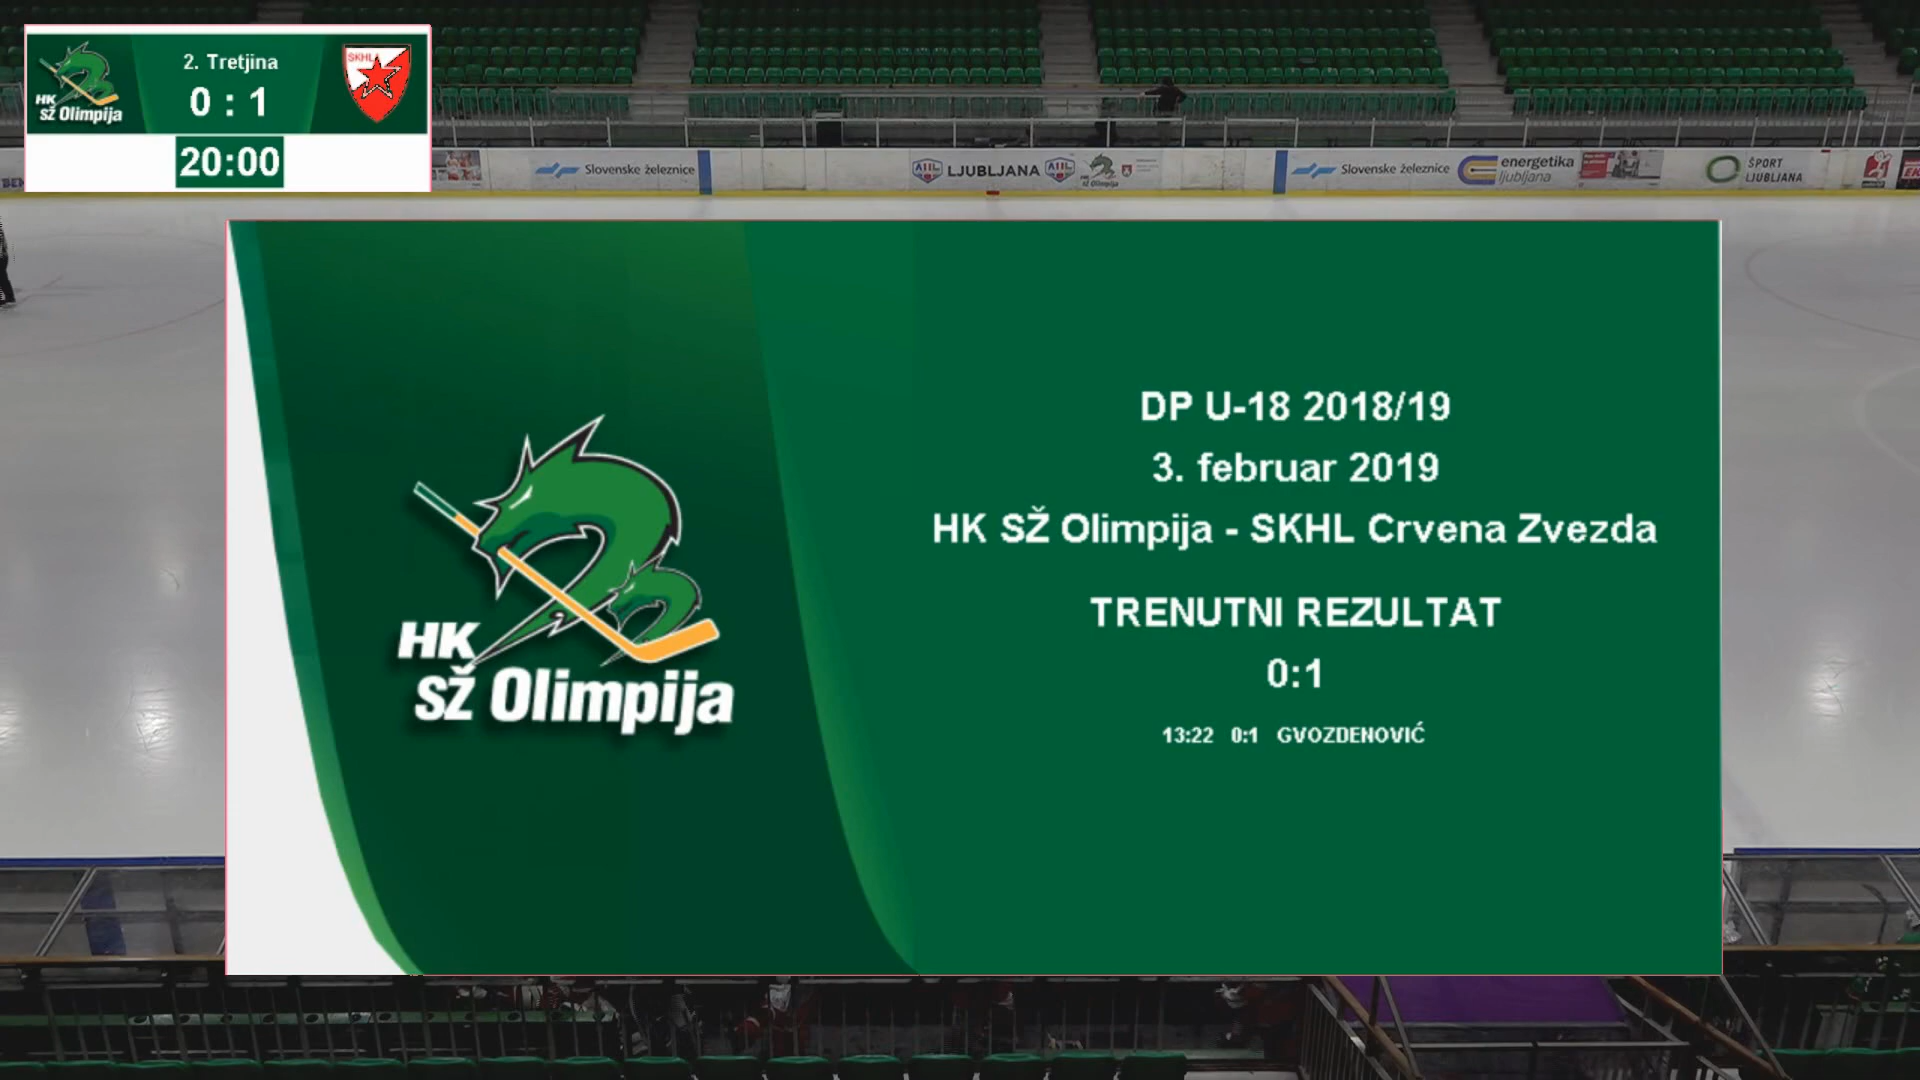 2. Tretjina
0 : 1
SKHL
HK
SŽ Olimpija
20:00
Slovenske železnice
LJUBLJANA
Slovenske železnice
energetika
ljubljana
ŠPORT
LJUBLJANA
DP U-18 2018/19
3. februar 2019
HK SŽ Olimpija - SKHL Crvena Zvezda
TRENUTNI REZULTAT
0:1
13:22 0:1 GVOZDENOVIĆ
HK
SŽ Olimpija